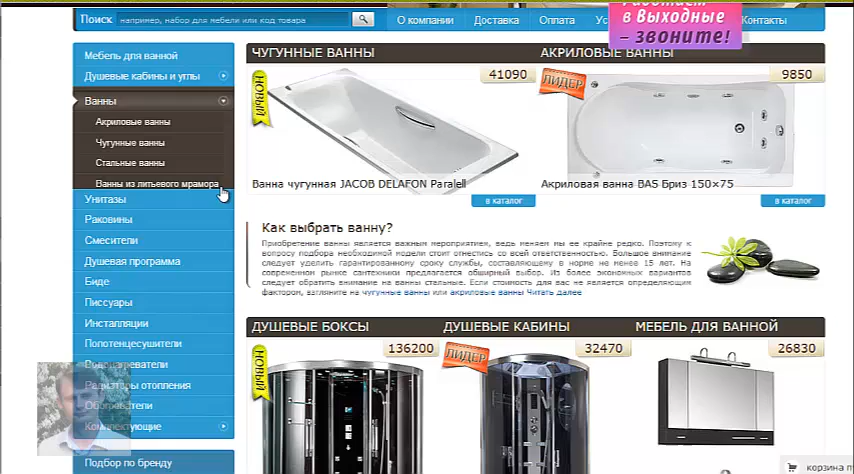 Поиск
например, набор для мебели или код товара
О компании
Доставка
Оплата
Контакты
в Выходные
– звоните!
Мебель для ванной
Душевые кабины и углы
Ванны
Акриловые ванны
Чугунные ванны
Стальные ванны
Ванны из литьевого мрамора
Унитазы
Раковины
Смесители
Душевая программа
Биде
Писсуары
Инсталляции
Полотенцесушители
Водонагреватели
Радиаторы отопления
Обогреватели
Комплектующие
Подбор по бренду
ЧУГУННЫЕ ВАННЫ
НОВЫЙ
41090
Ванна чугунная JACOB DELAFON Paralell
в каталог
АКРИЛОВЫЕ ВАННЫ
ЛИДЕР
9850
Акриловая ванна BAS Бриз 150×75
в каталог
Как выбрать ванну?
Приобретение ванны является важным мероприятием, ведь меняем мы ее крайне редко. Поэтому к
вопросу подбора необходимой модели стоит отнестись со всей ответственностью. Большое внимание
следует уделить гарантированному сроку службы, составляющему в норме не менее 15 лет. На
современном рынке сантехники предлагается обширный выбор. Из более экономных вариантов
следует обратить внимание на ванны стальные. Если стоимость для вас не является определяющим
фактором, взгляните на чугунные ванны или акриловые ванны Читать далее
ДУШЕВЫЕ БОКСЫ
НОВЫЙ
136200
ДУШЕВЫЕ КАБИНЫ
ЛИДЕР
32470
МЕБЕЛЬ ДЛЯ ВАННОЙ
26830
корзина п